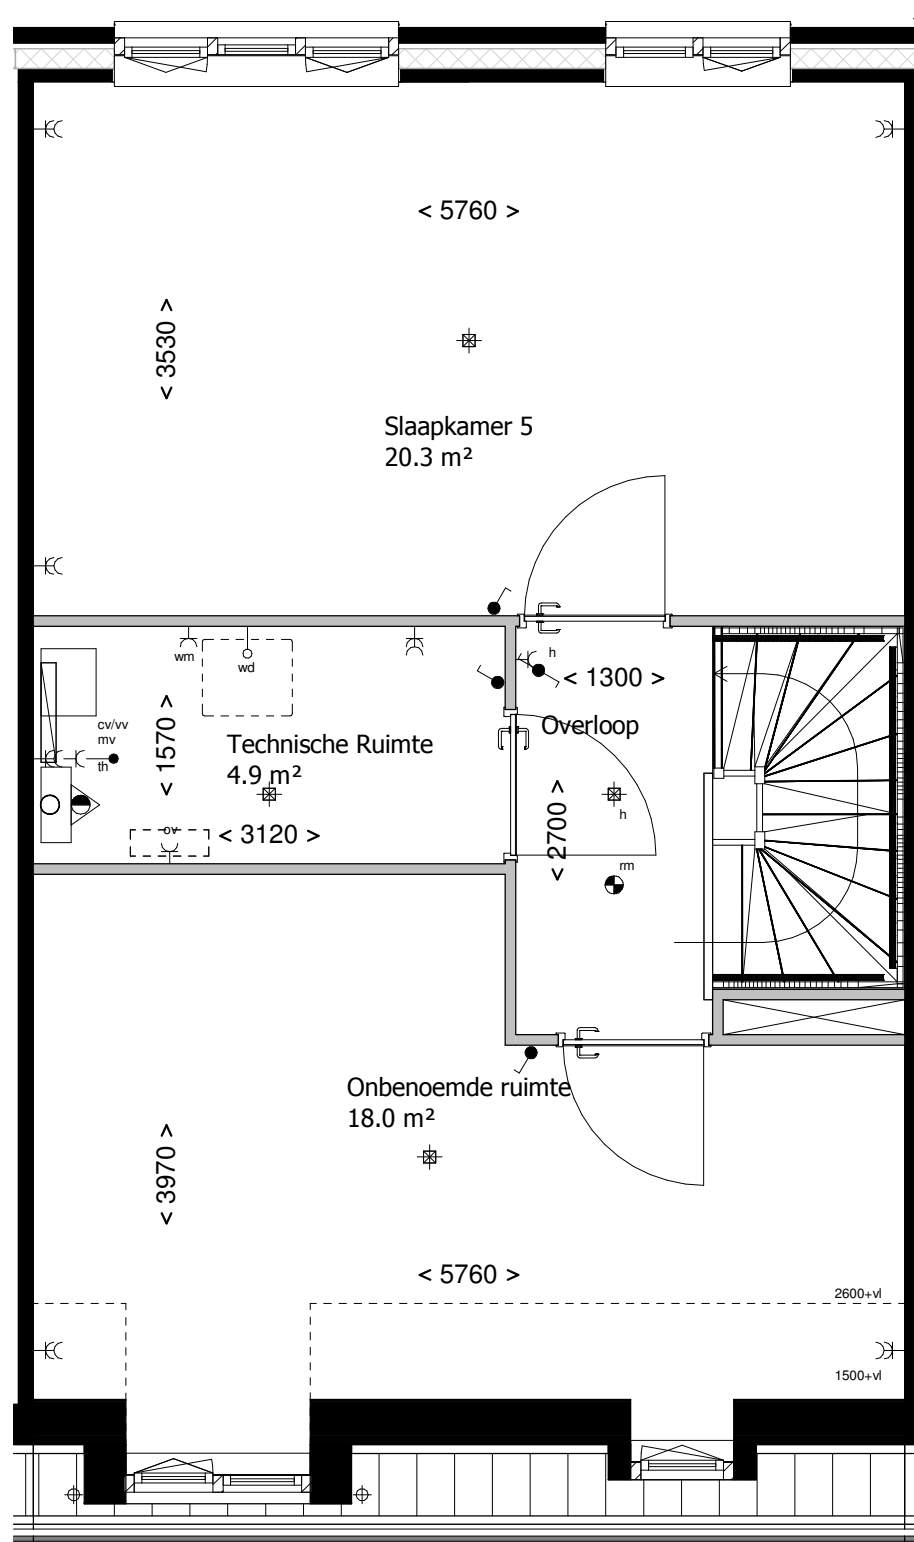 < 5760 >
< 3530 >
Slaapkamer 5
20.3 m²
h
wm
wd
< 1300 >
cv/vv
mv
th
< 1570 >
Technische Ruimte
4.9 m²
Overloop
ov
< 3120 >
< 2700 >
h
rm
Onbenoemde ruimte
18.0 m²
< 3970 >
< 5760 >
2600+vl
1500+vl